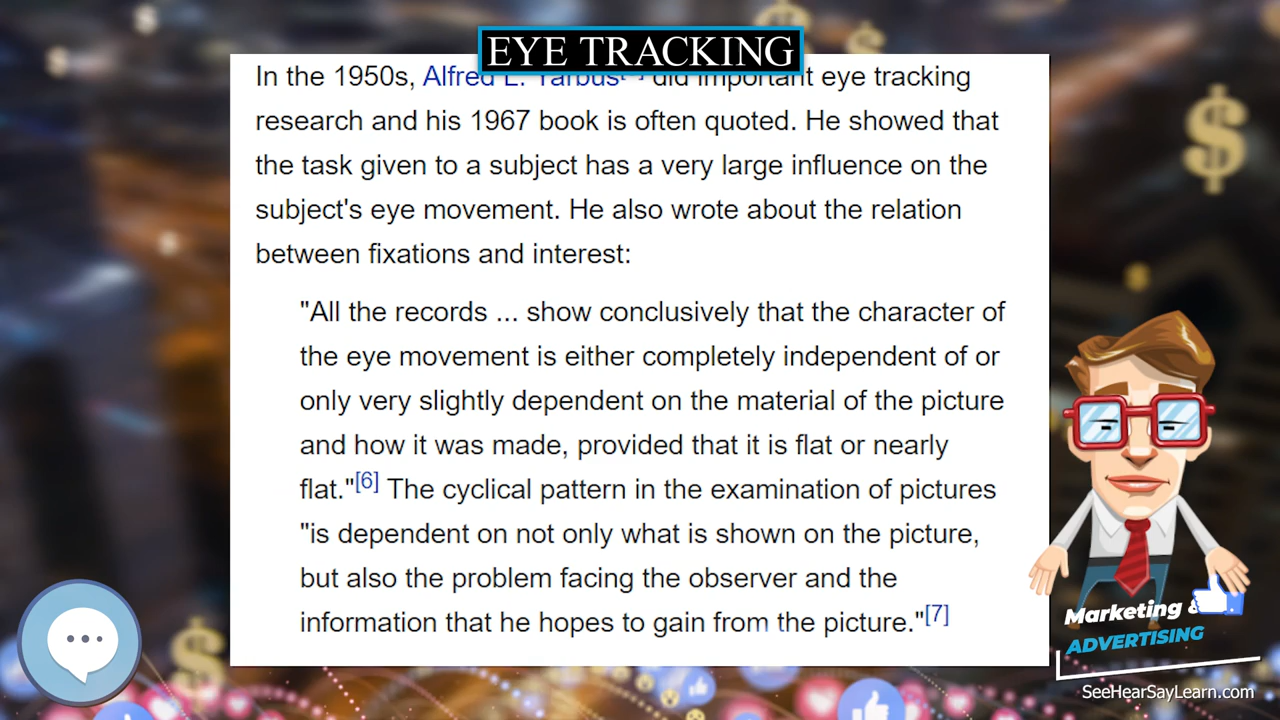 EYE TRACKING
In the 1950s, Alfred L. Yarbus did important eye tracking
research and his 1967 book is often quoted. He showed that
the task given to a subject has a very large influence on the
subject's eye movement. He also wrote about the relation
between fixations and interest:
"All the records ... show conclusively that the character of
the eye movement is either completely independent of or
only very slightly dependent on the material of the picture
and how it was made, provided that it is flat or nearly
flat."[6] The cyclical pattern in the examination of pictures
"is dependent on not only what is shown on the picture,
but also the problem facing the observer and the
information that he hopes to gain from the picture."[7]
Marketing &
ADVERTISING
SeeHearSayLearn.com